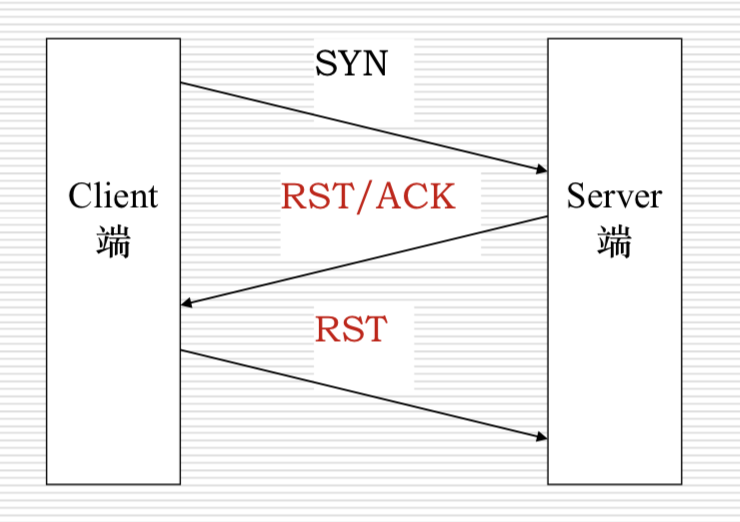 SYN
Client
端
RST/ACK
Server
端
RST